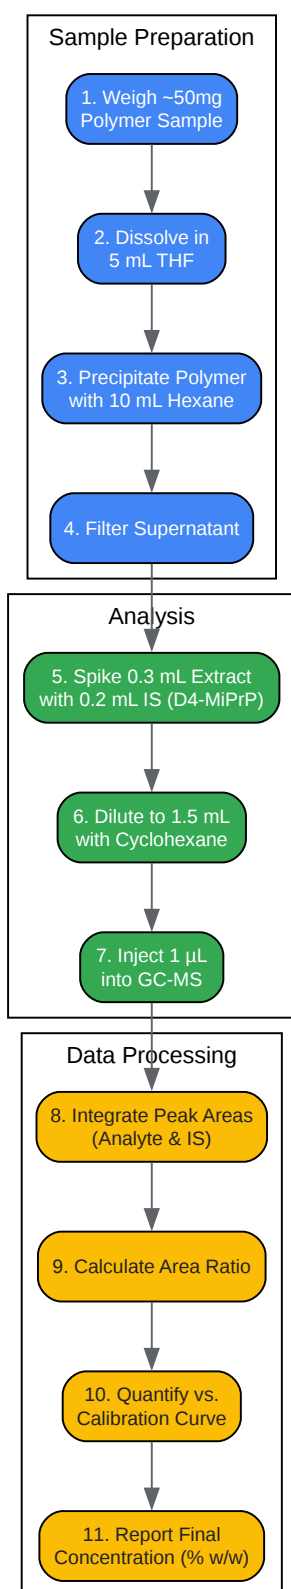 Sample Preparation
1. Weigh ~50mg
Polymer Sample
2. Dissolve in
5 mL THF
3. Precipitate Polymer
with 10 mL Hexane
4. Filter Supernatant
Analysis
5. Spike 0.3 mL Extract
with 0.2 mL IS (D4-MiPrP)
6. Dilute to 1.5 mL
with Cyclohexane
7. Inject 1 µL
into GC-MS
Data Processing
8. Integrate Peak Areas
(Analyte & IS)
9. Calculate Area Ratio
10. Quantify vs.
Calibration Curve
11. Report Final
Concentration (% w/w)